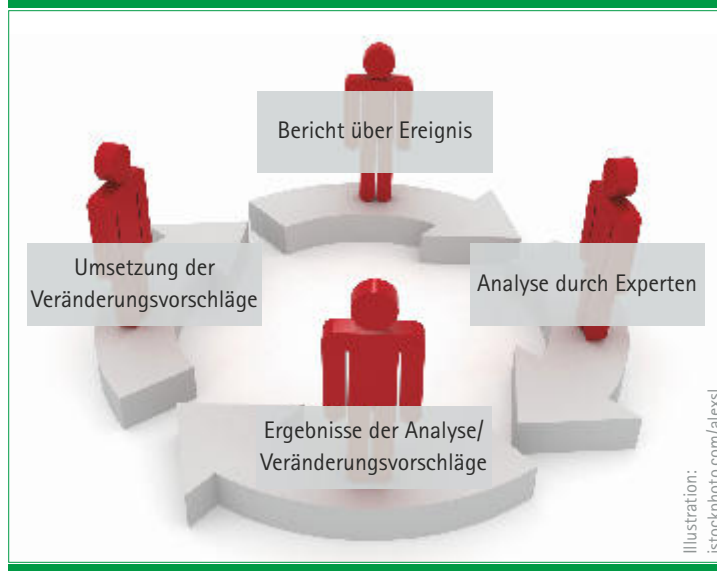 Bericht über Ereignis
Umsetzung der
Veränderungsvorschläge
Analyse durch Experten
Ergebnisse der Analyse/
Veränderungsvorschläge
Illustration:
istockphoto.com/alexsl